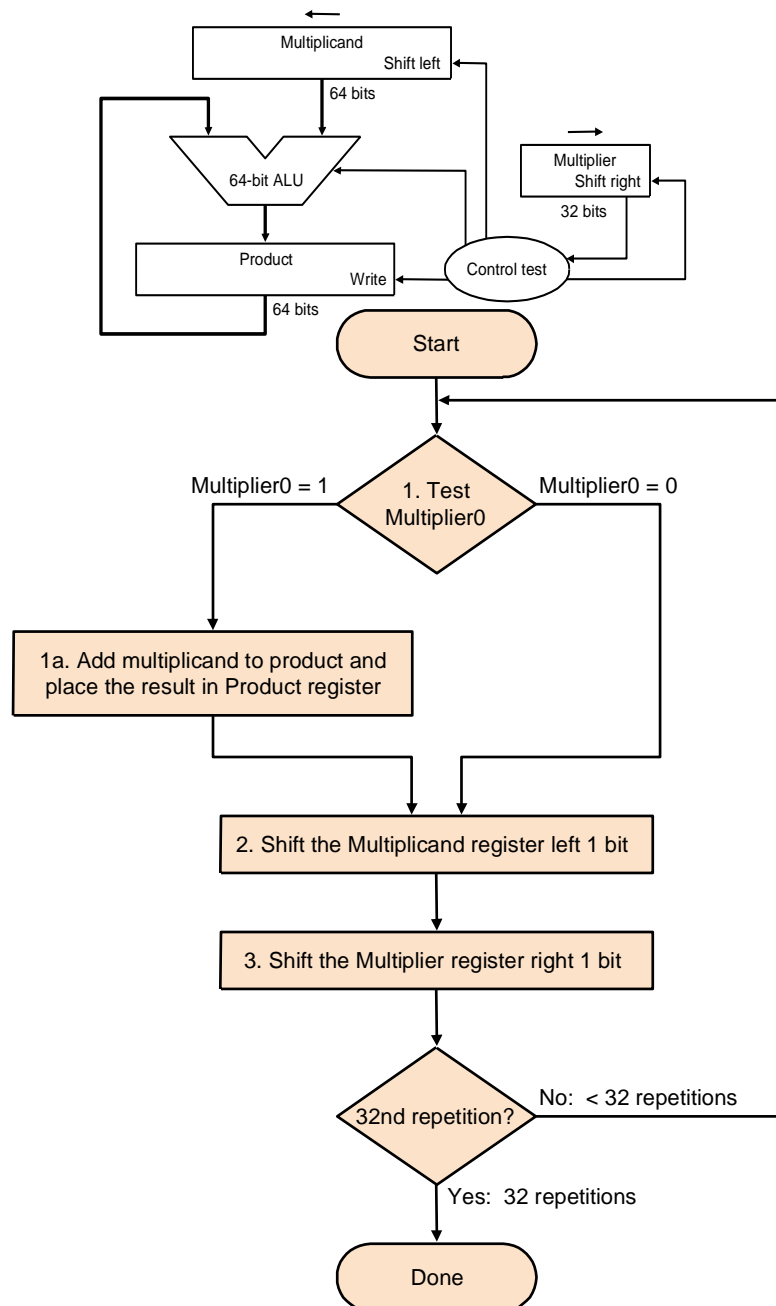 Multiplicand
Shift left
64 bits
64-bit ALU
Multiplier
Shift right
32 bits
Product
Write
Control test
64 bits
Start
Multiplier0 = 1
1. Test
Multiplier0
Multiplier0 = 0
1a. Add multiplicand to product and
place the result in Product register
2. Shift the Multiplicand register left 1 bit
3. Shift the Multiplier register right 1 bit
32nd repetition?
No: < 32 repetitions
Yes: 32 repetitions
Done